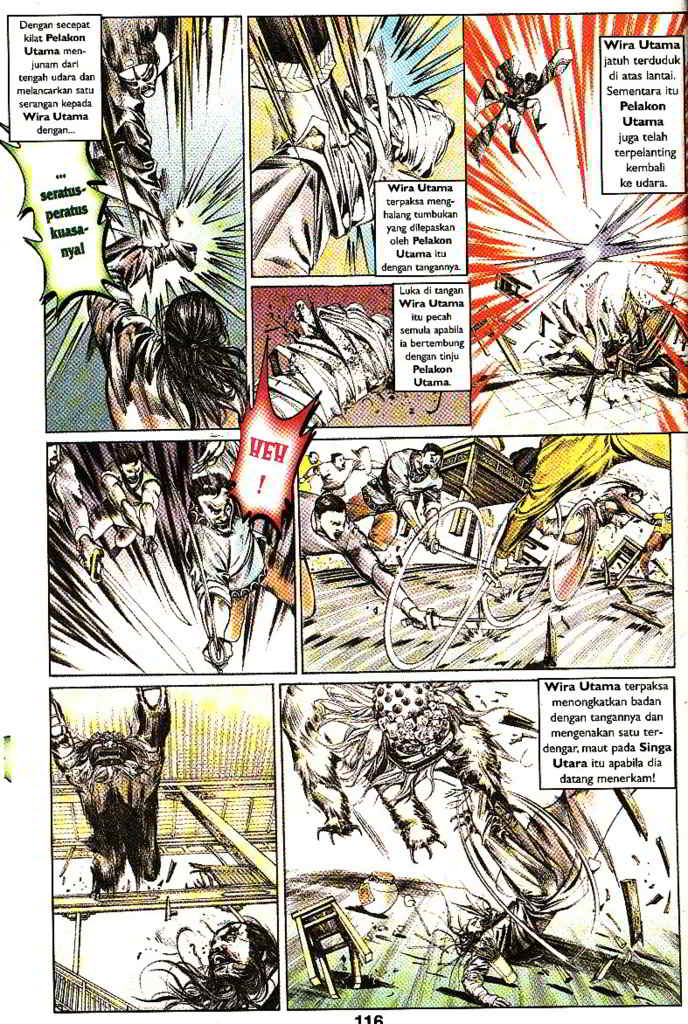 Dengan secepat
kilat Pelakon
Utama men-
junam dari
tengah udara dan
melancarkan satu
serangan kepada
Wira Utama
dengan...
...
seratus-
peratus
kuasa-
nya!
Wira Utama
terpaksa meng-
halang tumbukan
yang dilepaskan
oleh Pelakon
Utama itu
dengan tangannya.
Luka di tangan
Wira Utama
itu pecah
semula apabila
ia bertembung
dengan tinju
Pelakon
Utama.
Wira Utama
jatuh terduduk
di atas lantai.
Sementara itu
Pelakon
Utama
juga telah
terpelanting
kembali
ke udara.
HEH
!
Wira Utama terpaksa
menongkatkan badan
dengan tangannya dan
mengenakan satu ter-
dengar, maut pada Singa
Utara itu apabila dia
datang menerkam!
116